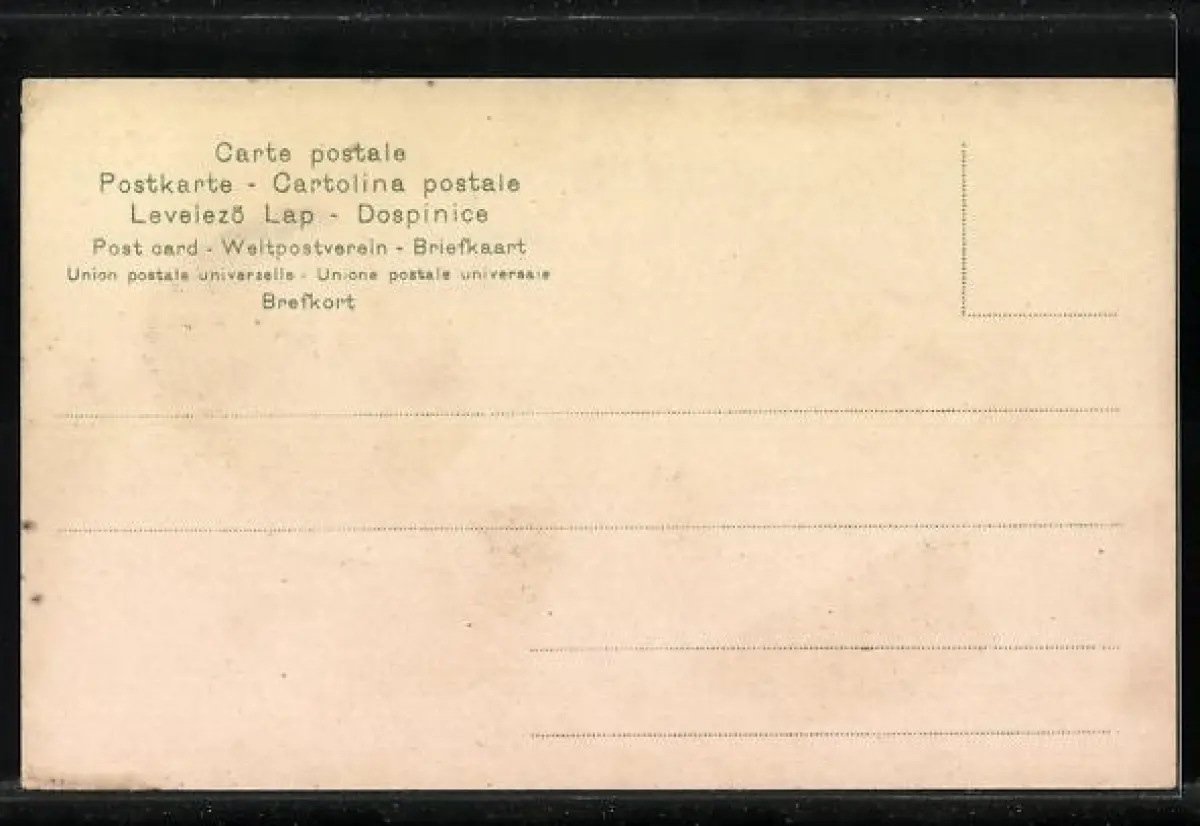 Carte postale
Postkarte - Cartolina postale
Levelező Lap - Dospinice
Post card - Weltpostverein - Briefkaart
Union postale universelle - Unione postale universale
Brefkort